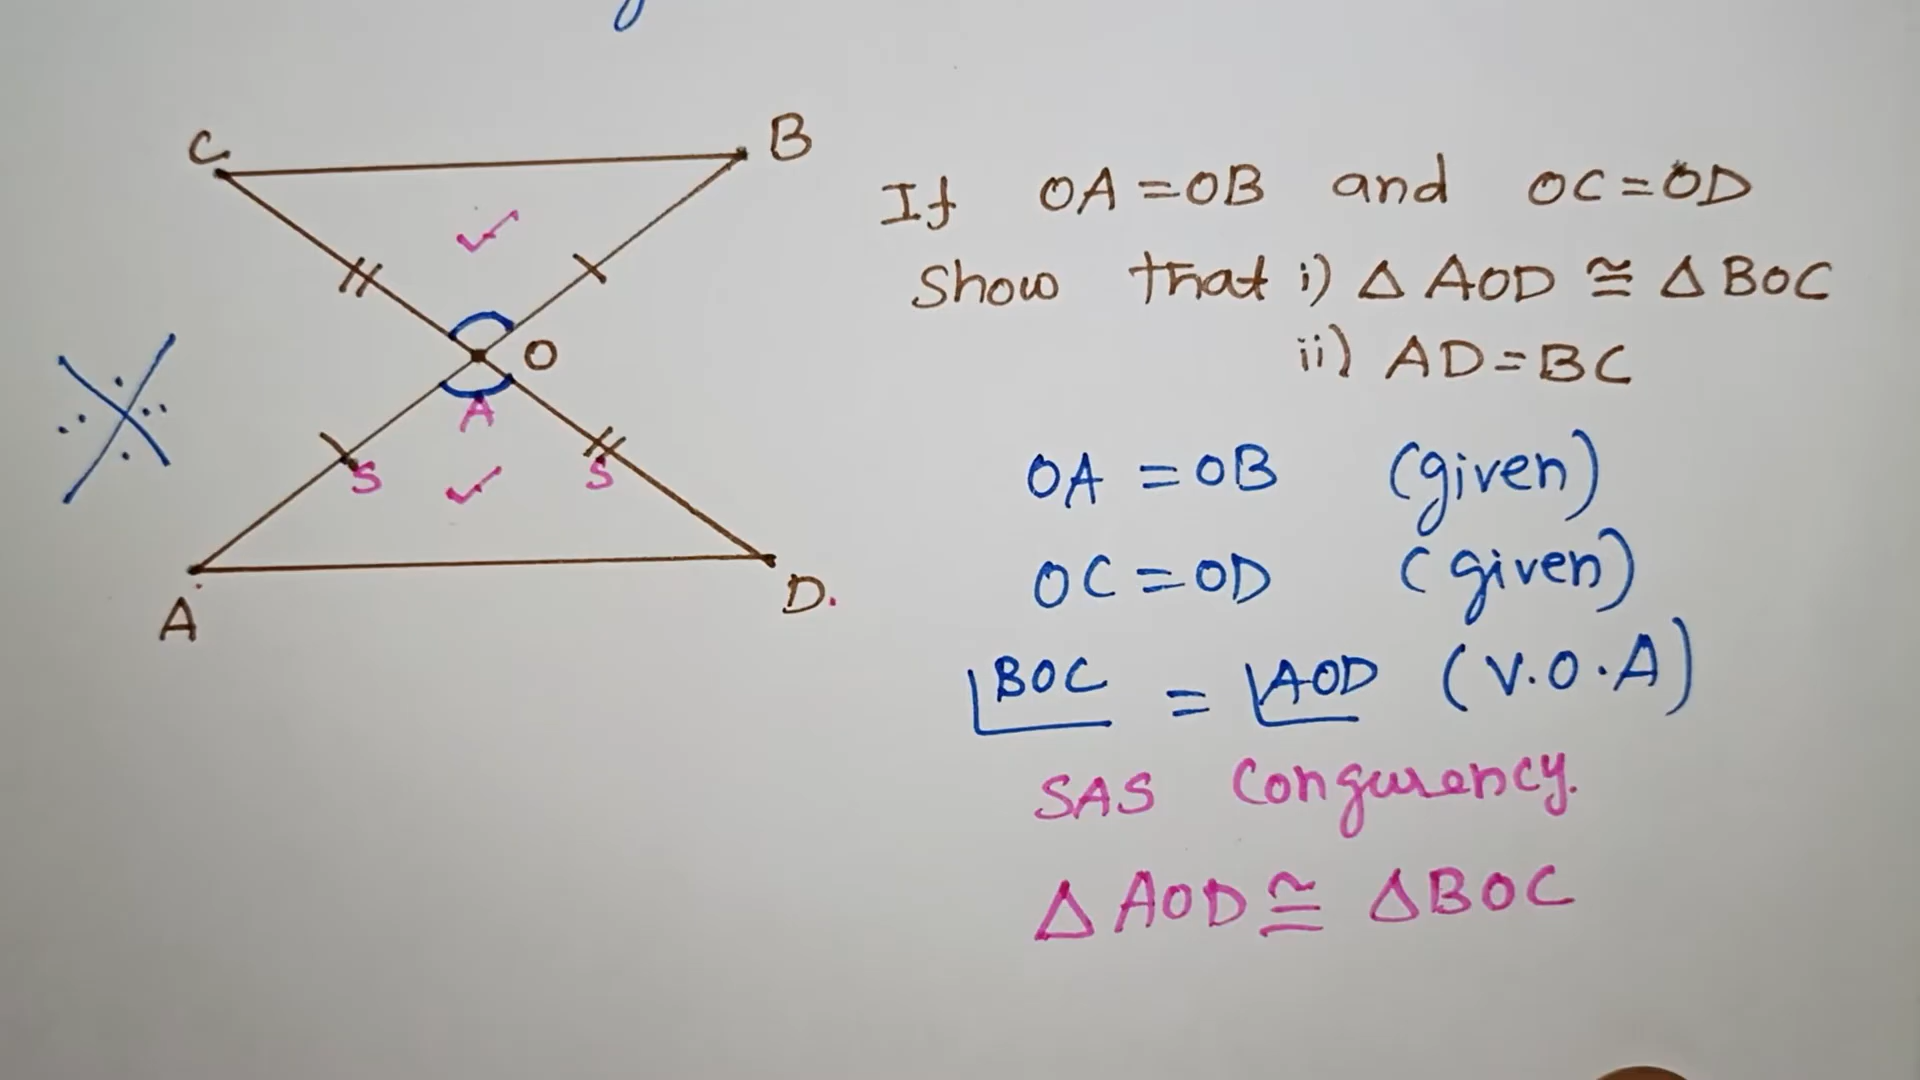 C
B
If OA=OB and OC=OD
Show that i) △ AOD ≅ △ BOC
O
ii) AD=BC
A
S
S
OA = OB (given)
OC = OD (given)
A
D.
∠BOC = ∠AOD (V.O.A)
SAS Congurency.
△ AOD ≅ △BOC